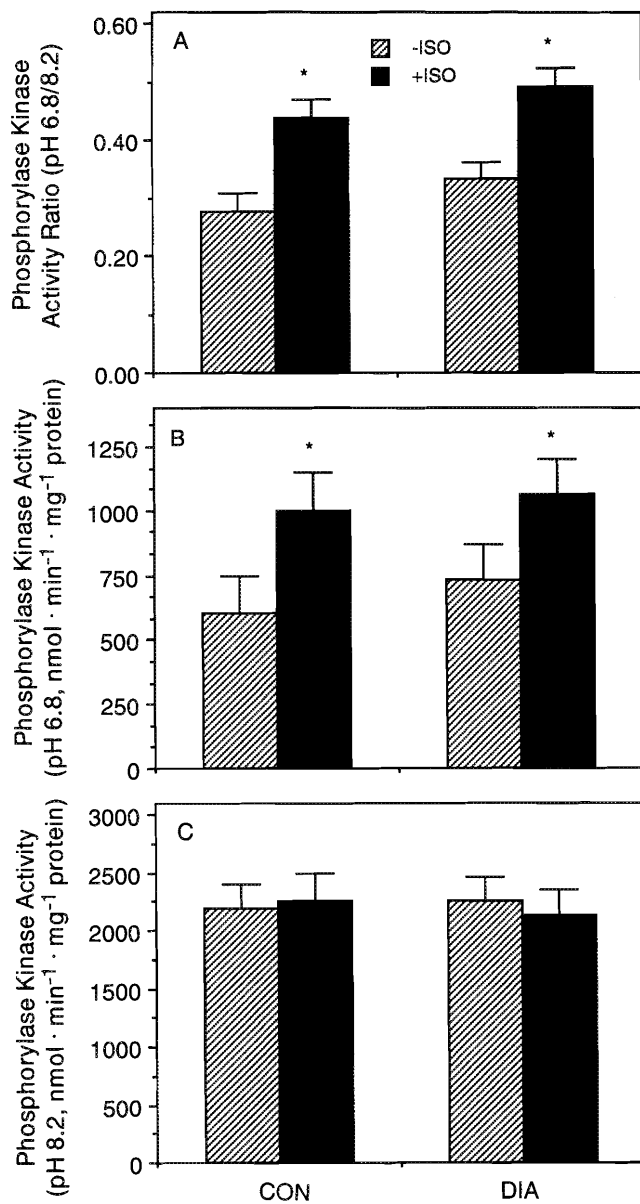 Phosphorylase Kinase
Activity Ratio (pH 6.8/8.2)
0.60
0.40
0.20
0.00
A
-ISO
+ISO
*
*
Phosphorylase Kinase Activity
(pH 6.8, nmol · min⁻¹ · mg⁻¹ protein)
1250
1000
750
500
250
0
B
*
*
Phosphorylase Kinase Activity
(pH 8.2, nmol · min⁻¹ · mg⁻¹ protein)
3000
2500
2000
1500
1000
500
0
C
CON
DIA